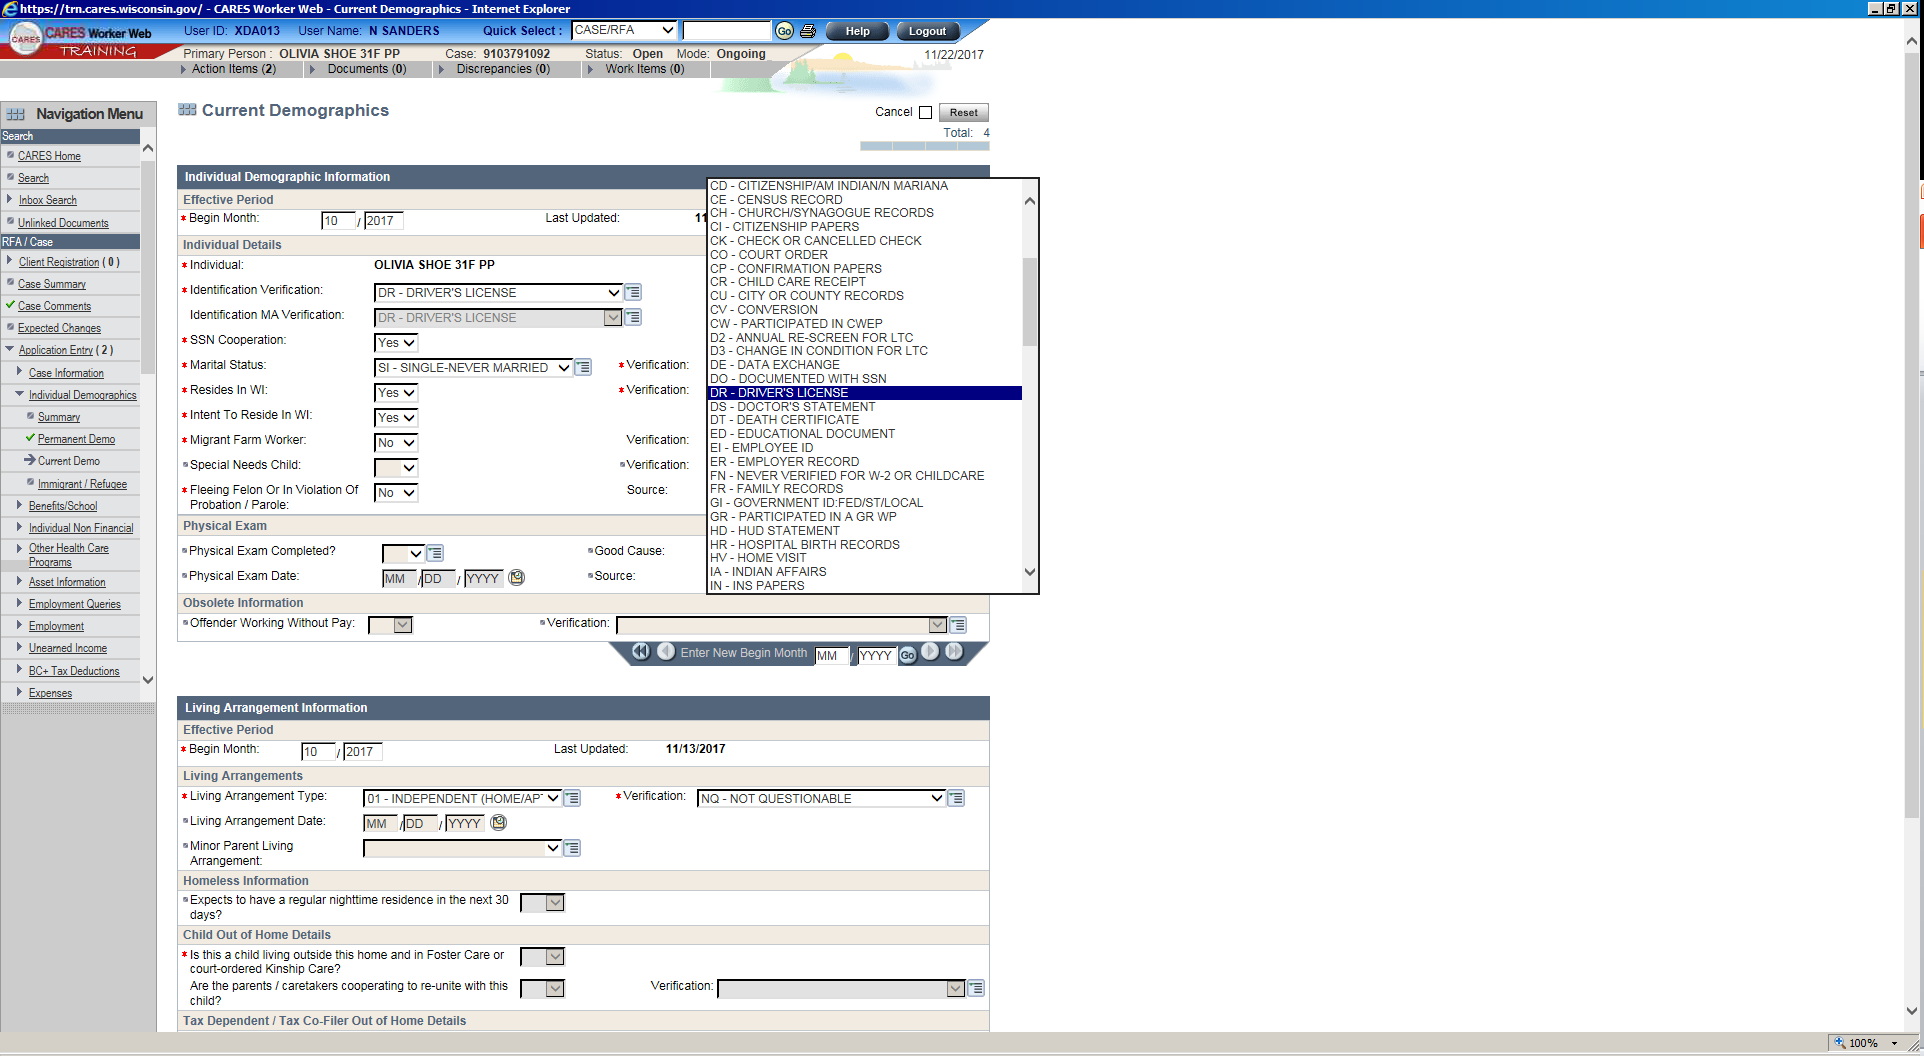 https://trn.cares.wisconsin.gov/ - CARES Worker Web - Current Demographics - Internet Explorer
CARES
CARES Worker Web
TRAINING
User ID: XDA013 User Name: N SANDERS Quick Select : CASE/RFA Go Help Logout
Primary Person : OLIVIA SHOE 31F PP Case: 9103791092 Status: Open Mode: Ongoing 11/22/2017
Action Items (2) Documents (0) Discrepancies (0) Work Items (0)
Navigation Menu
Search
CARES Home
Search
Inbox Search
Unlinked Documents
RFA / Case
Client Registration ( 0 )
Case Summary
Case Comments
Expected Changes
Application Entry ( 2 )
Case Information
Individual Demographics
Summary
Permanent Demo
Current Demo
Immigrant / Refugee
Benefits/School
Individual Non Financial
Other Health Care
Programs
Asset Information
Employment Queries
Employment
Unearned Income
BC+ Tax Deductions
Expenses
Current Demographics
Cancel Reset
Total: 4
Individual Demographic Information
Effective Period
* Begin Month: 10 / 2017 Last Updated: 11
Individual Details
* Individual: OLIVIA SHOE 31F PP
* Identification Verification: DR - DRIVER'S LICENSE
Identification MA Verification: DR - DRIVER'S LICENSE
* SSN Cooperation: Yes
* Marital Status: SI - SINGLE-NEVER MARRIED * Verification:
* Resides In WI: Yes * Verification:
* Intent To Reside In WI: Yes
* Migrant Farm Worker: No Verification:
Special Needs Child: Verification:
* Fleeing Felon Or In Violation Of No Source:
Probation / Parole:
Physical Exam
Physical Exam Completed? Good Cause:
Physical Exam Date: MM / DD / YYYY Source:
Obsolete Information
Offender Working Without Pay: Verification:
Enter New Begin Month MM / YYYY Go
CD - CITIZENSHIP/AM INDIAN/N MARIANA
CE - CENSUS RECORD
CH - CHURCH/SYNAGOGUE RECORDS
CI - CITIZENSHIP PAPERS
CK - CHECK OR CANCELLED CHECK
CO - COURT ORDER
CP - CONFIRMATION PAPERS
CR - CHILD CARE RECEIPT
CU - CITY OR COUNTY RECORDS
CV - CONVERSION
CW - PARTICIPATED IN CWEP
D2 - ANNUAL RE-SCREEN FOR LTC
D3 - CHANGE IN CONDITION FOR LTC
DE - DATA EXCHANGE
DO - DOCUMENTED WITH SSN
DR - DRIVER'S LICENSE
DS - DOCTOR'S STATEMENT
DT - DEATH CERTIFICATE
ED - EDUCATIONAL DOCUMENT
EI - EMPLOYEE ID
ER - EMPLOYER RECORD
FN - NEVER VERIFIED FOR W-2 OR CHILDCARE
FR - FAMILY RECORDS
GI - GOVERNMENT ID:FED/ST/LOCAL
GR - PARTICIPATED IN A GR WP
HD - HUD STATEMENT
HR - HOSPITAL BIRTH RECORDS
HV - HOME VISIT
IA - INDIAN AFFAIRS
IN - INS PAPERS
Living Arrangement Information
Effective Period
* Begin Month: 10 / 2017 Last Updated: 11/13/2017
Living Arrangements
* Living Arrangement Type: 01 - INDEPENDENT (HOME/AP * Verification: NQ - NOT QUESTIONABLE
Living Arrangement Date: MM / DD / YYYY
Minor Parent Living
Arrangement:
Homeless Information
Expects to have a regular nighttime residence in the next 30
days?
Child Out of Home Details
* Is this a child living outside this home and in Foster Care or
court-ordered Kinship Care?
Are the parents / caretakers cooperating to re-unite with this Verification:
child?
Tax Dependent / Tax Co-Filer Out of Home Details
100%